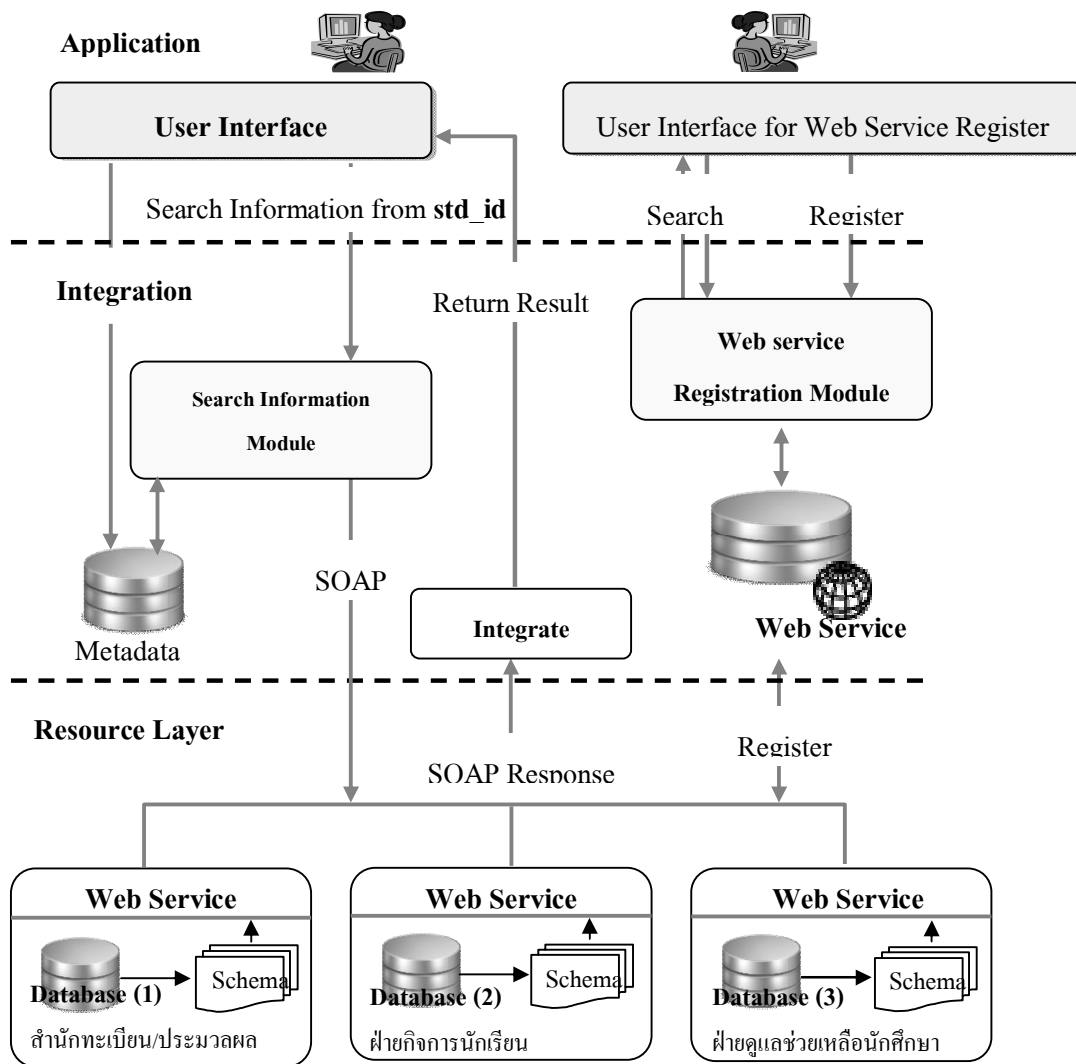 Application
User Interface
User Interface for Web Service Register
Search Information from std_id
Search
Register
Integration
Return Result
Web service
Registration Module
Search Information
Module
SOAP
Integrate
Web Service
Metadata
Resource Layer
Register
SOAP Response
Web Service
Web Service
Web Service
Schema
Schema
Schema
Database (1)
Database (2)
Database (3)
สำนักทะเบียน/ประมวลผล
ฝ่ายกิจการนักเรียน
ฝ่ายดูแลช่วยเหลือนักศึกษา